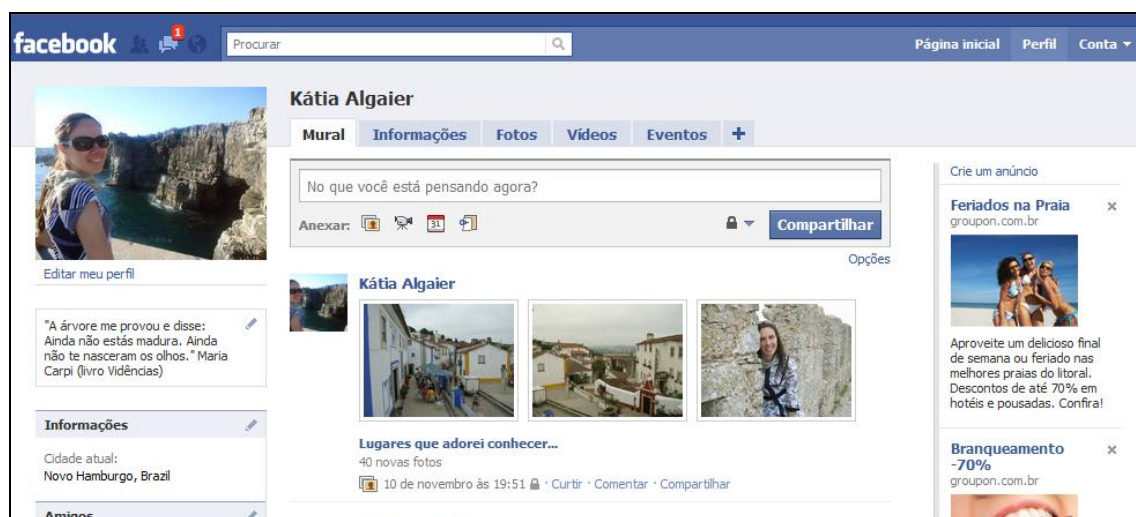 facebook
1
Procurar
Página inicial Perfil Conta
Kátia Algaier
Mural Informações Fotos Vídeos Eventos +
No que você está pensando agora?
Anexar: 31
Compartilhar
Opções
Editar meu perfil
"A árvore me provou e disse:
Ainda não estás madura. Ainda
não te nasceram os olhos." Maria
Carpi (livro Vidências)
Informações
Cidade atual:
Novo Hamburgo, Brazil
Amigos
Kátia Algaier
Lugares que adorei conhecer...
40 novas fotos
10 de novembro às 19:51 · Curtir · Comentar · Compartilhar
Crie um anúncio
Feriados na Praia
groupon.com.br
Aproveite um delicioso final
de semana ou feriado nas
melhores praias do litoral.
Descontos de até 70% em
hotéis e pousadas. Confira!
Branqueamento
-70%
groupon.com.br